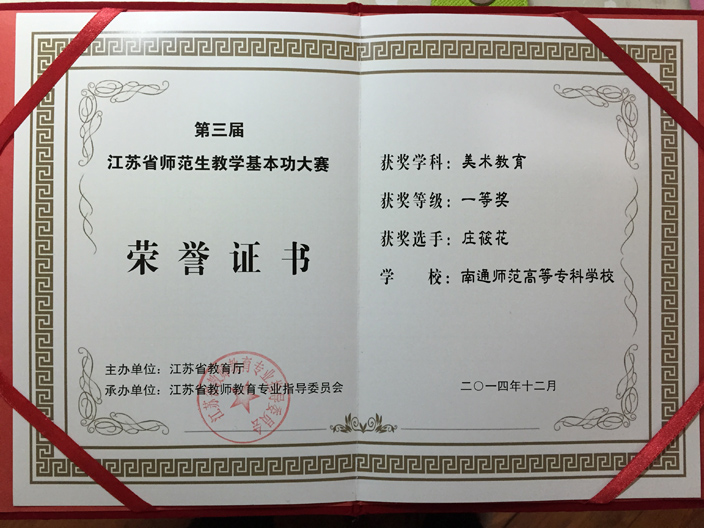 第三届
江苏省师范生教学基本功大赛
荣誉证书
主办单位：江苏省教育厅
承办单位：江苏省教师教育专业指导委员会
获奖学科：美术教育
获奖等级：一等奖
获奖选手：庄筱花
学 校：南通师范高等专科学校
二〇一四年十二月